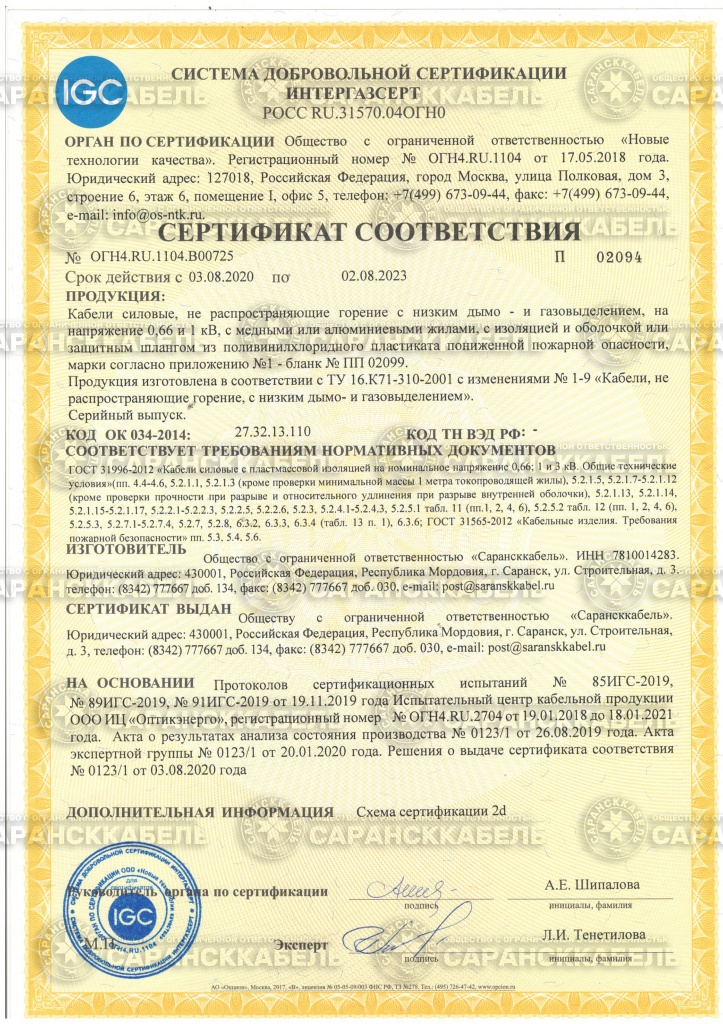 IGC
СИСТЕМА ДОБРОВОЛЬНОЙ СЕРТИФИКАЦИИ
ИНТЕРГАЗСЕРТ
РОСС RU.31570.04ОГН0
ОРГАН ПО СЕРТИФИКАЦИИ Общество с ограниченной ответственностью «Новые
технологии качества». Регистрационный номер № ОГН4.RU.1104 от 17.05.2018 года.
Юридический адрес: 127018, Российская Федерация, город Москва, улица Полковая, дом 3,
строение 6, этаж 6, помещение I, офис 5, телефон: +7(499) 673-09-44, факс: +7(499) 673-09-44,
e-mail: info@os-ntk.ru.
СЕРТИФИКАТ СООТВЕТСТВИЯ
№ ОГН4.RU.1104.В00725 П 02094
Срок действия с 03.08.2020 по 02.08.2023
ПРОДУКЦИЯ:
Кабели силовые, не распространяющие горение с низким дымо - и газовыделением, на
напряжение 0,66 и 1 кВ, с медными или алюминиевыми жилами, с изоляцией и оболочкой или
защитным шлангом из поливинилхлоридного пластиката пониженной пожарной опасности,
марки согласно приложению №1 - бланк № ПП 02099.
Продукция изготовлена в соответствии с ТУ 16.К71-310-2001 с изменениями № 1-9 «Кабели, не
распространяющие горение, с низким дымо- и газовыделением».
Серийный выпуск.
КОД ОК 034-2014: 27.32.13.110 КОД ТН ВЭД РФ: -
СООТВЕТСТВУЕТ ТРЕБОВАНИЯМ НОРМАТИВНЫХ ДОКУМЕНТОВ
ГОСТ 31996-2012 «Кабели силовые с пластмассовой изоляцией на номинальное напряжение 0,66; 1 и 3 кВ. Общие технические
условия»(пп. 4.4-4.6, 5.2.1.1, 5.2.1.3 (кроме проверки минимальной массы 1 метра токопроводящей жилы), 5.2.1.5, 5.2.1.7-5.2.1.12
(кроме проверки прочности при разрыве и относительного удлинения при разрыве внутренней оболочки), 5.2.1.13, 5.2.1.14,
5.2.1.15-5.2.1.17, 5.2.2.1-5.2.2.3, 5.2.2.5, 5.2.2.6, 5.2.3, 5.2.4.1-5.2.4.3, 5.2.5.1 табл. 11 (пп.1, 2, 4, 6), 5.2.5.2 табл. 12 (пп. 1, 2, 4, 6),
5.2.5.3, 5.2.7.1-5.2.7.4, 5.2.7, 5.2.8, 6.3.2, 6.3.3, 6.3.4 (табл. 13 п. 1), 6.3.6; ГОСТ 31565-2012 «Кабельные изделия. Требования
пожарной безопасности» пп. 5.3, 5.4, 5.6.
ИЗГОТОВИТЕЛЬ Общество с ограниченной ответственностью «Сарансккабель». ИНН 7810014283.
Юридический адрес: 430001, Российская Федерация, Республика Мордовия, г. Саранск, ул. Строительная, д. 3.
телефон: (8342) 777667 доб. 134, факс: (8342) 777667 доб. 030, e-mail: post@saranskkabel.ru
СЕРТИФИКАТ ВЫДАН Обществу с ограниченной ответственностью «Сарансккабель».
Юридический адрес: 430001, Российская Федерация, Республика Мордовия, г. Саранск, ул. Строительная,
д. 3, телефон: (8342) 777667 доб. 134, факс: (8342) 777667 доб. 030, e-mail: post@saranskkabel.ru
НА ОСНОВАНИИ Протоколов сертификационных испытаний № 85ИГС-2019,
№ 89ИГС-2019, № 91ИГС-2019 от 19.11.2019 года Испытательный центр кабельной продукции
ООО ИЦ «Оптикэнерго», регистрационный номер № ОГН4.RU.2704 от 19.01.2018 до 18.01.2021
года. Акта о результатах анализа состояния производства № 0123/1 от 26.08.2019 года. Акта
экспертной группы № 0123/1 от 20.01.2020 года. Решения о выдаче сертификата соответствия
№ 0123/1 от 03.08.2020 года
ДОПОЛНИТЕЛЬНАЯ ИНФОРМАЦИЯ Схема сертификации 2d
Руководитель органа по сертификации А.Е. Шипалова
подпись инициалы, фамилия
IGC
М.П. Эксперт Л.И. Тенетилова
подпись инициалы, фамилия
АО «Опцион», Москва, 2017, «В», лицензия № 05-05-09/003 ФНС РФ, ТЗ №278. Тел.: (495) 726-47-42, www.opcion.ru
САРАНСККАБЕЛЬ